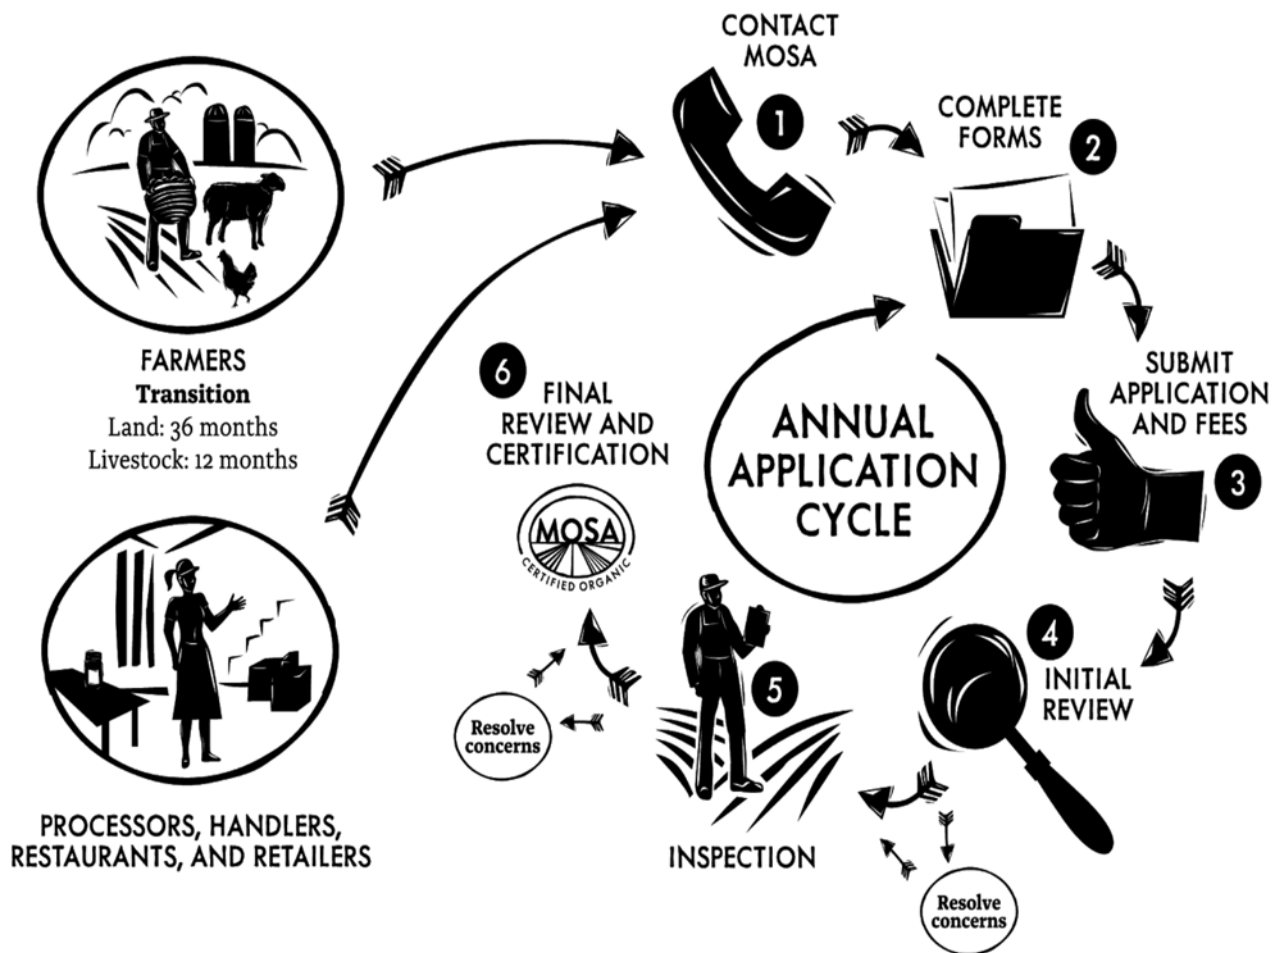 CONTACT
MOSA
1
COMPLETE
FORMS
2
SUBMIT
APPLICATION
AND FEES
3
4
INITIAL
REVIEW
Resolve
concerns
5
INSPECTION
Resolve
concerns
6
FINAL
REVIEW AND
CERTIFICATION
MOSA
CERTIFIED ORGANIC
ANNUAL
APPLICATION
CYCLE
FARMERS
Transition
Land: 36 months
Livestock: 12 months
PROCESSORS, HANDLERS,
RESTAURANTS, AND RETAILERS